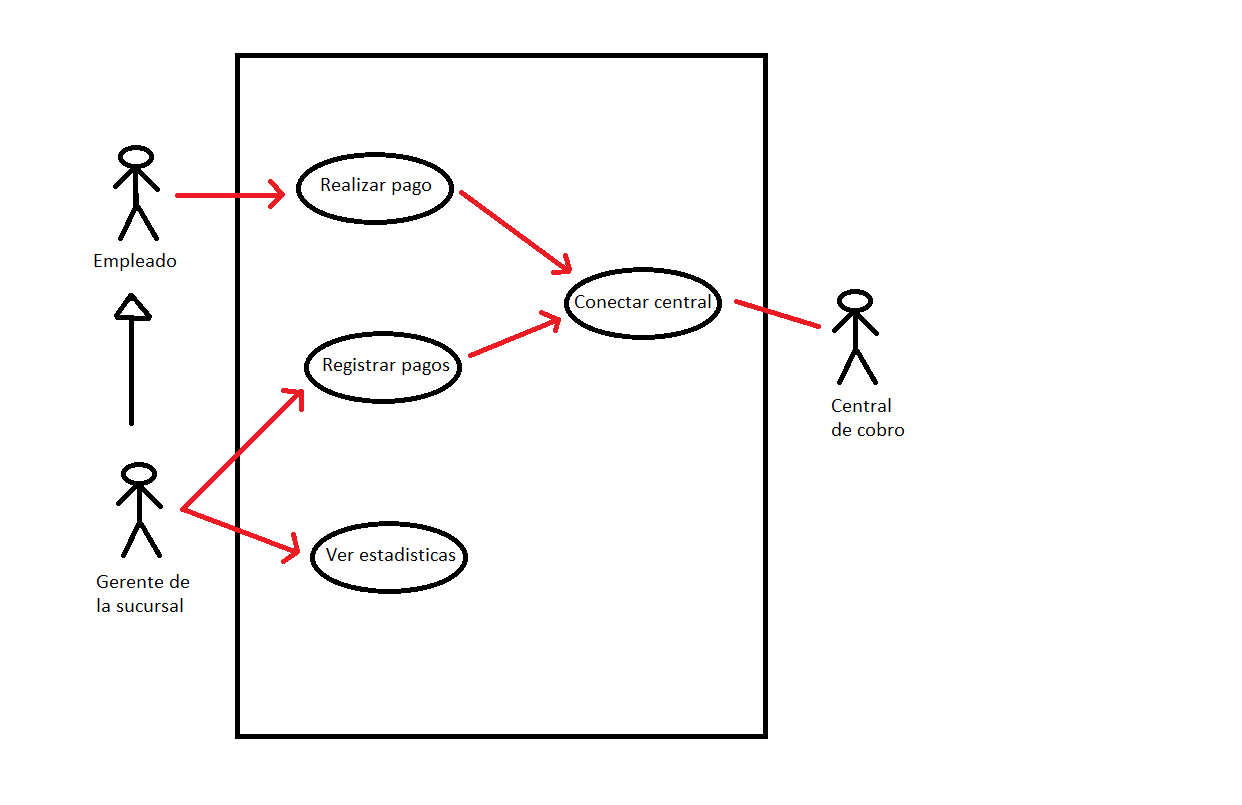 Realizar pago
Empleado
Conectar central
Registrar pagos
Central
de cobro
Ver estadisticas
Gerente de
la sucursal